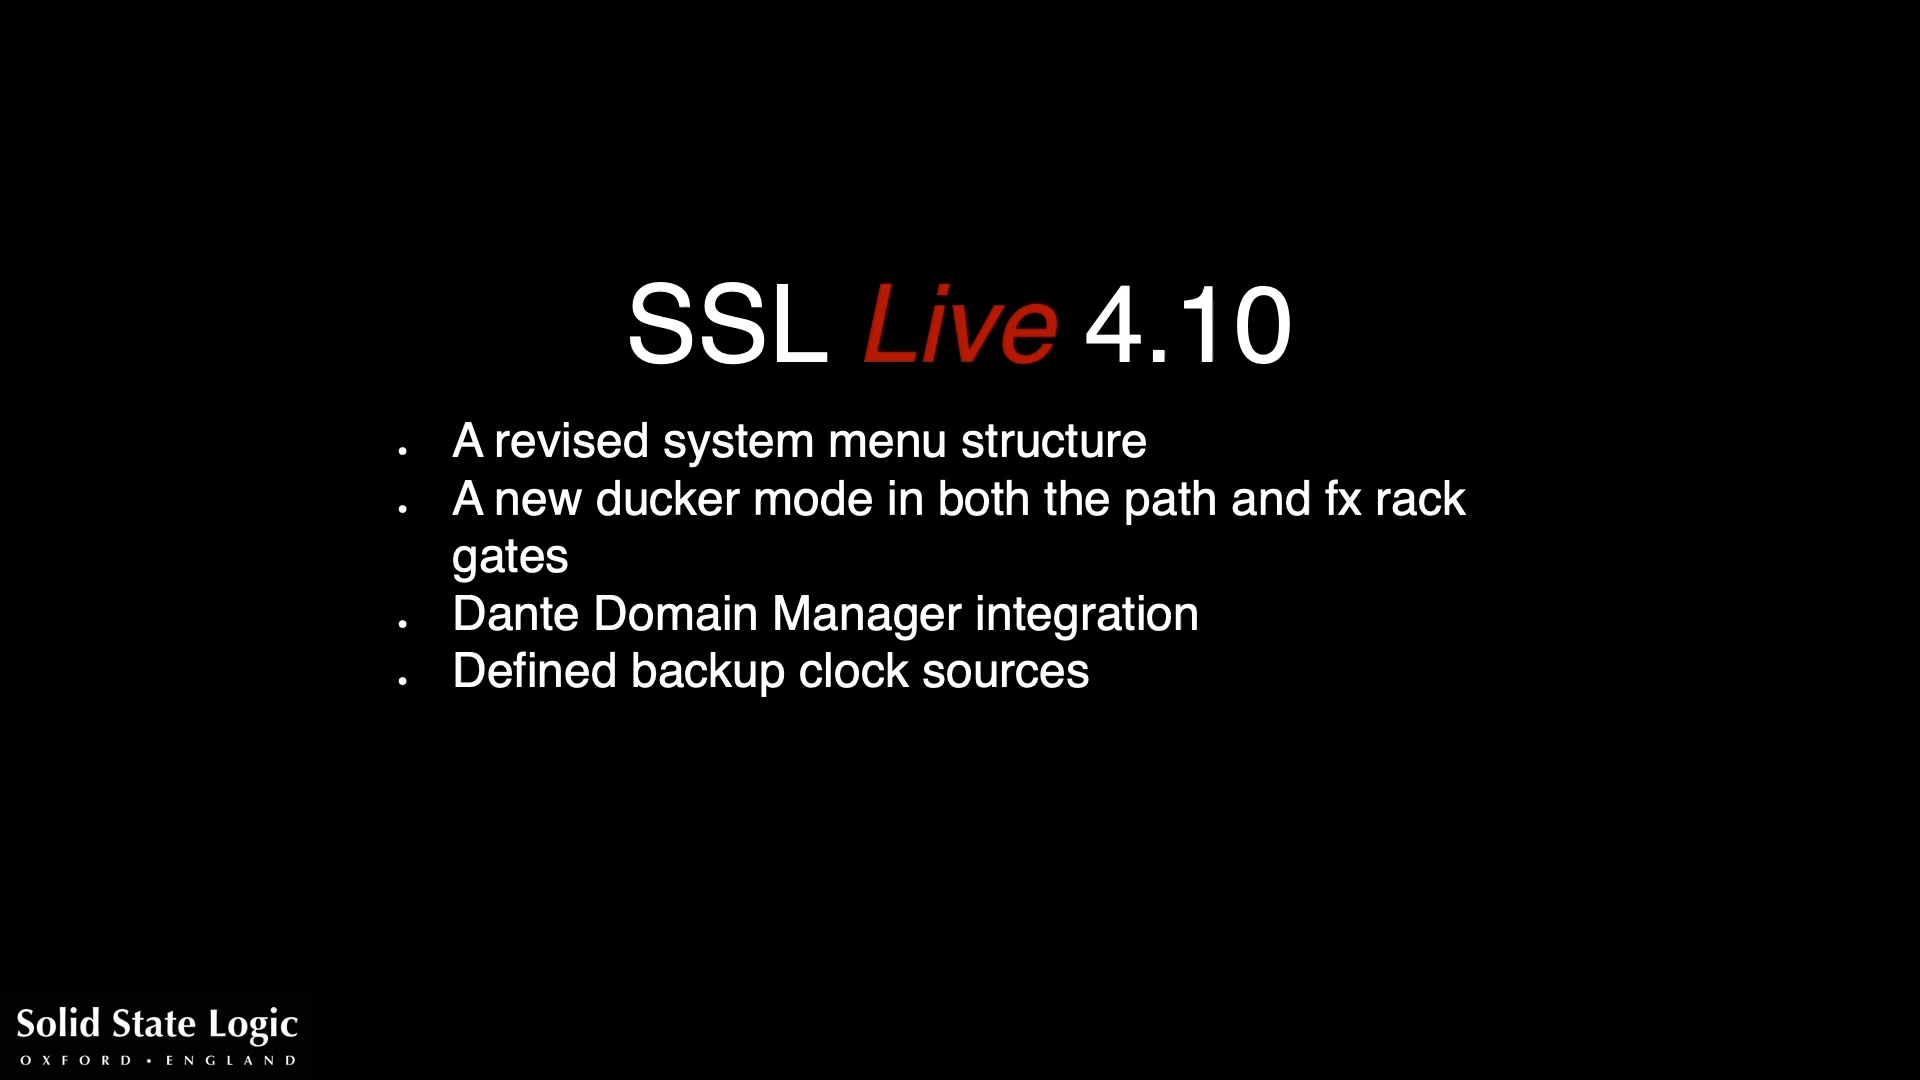 SSL Live 4.10
• A revised system menu structure
• A new ducker mode in both the path and fx rack
gates
• Dante Domain Manager integration
• Defined backup clock sources
Solid State Logic
OXFORD • ENGLAND